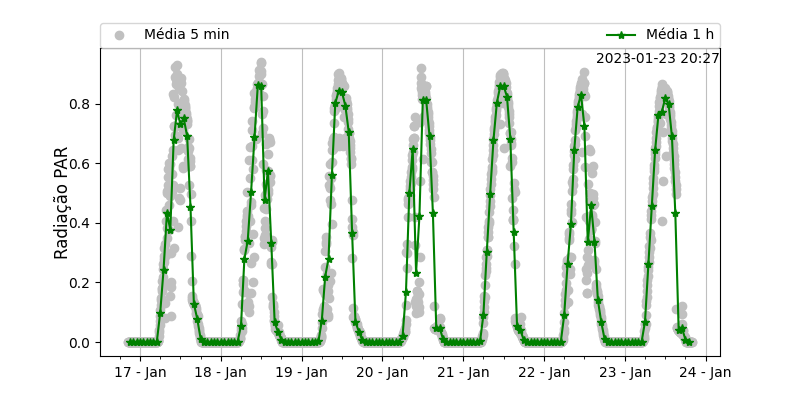 Média 5 min
Média 1 h
2023-01-23 20:27
Radiação PAR
0.8
0.6
0.4
0.2
0.0
17 - Jan
18 - Jan
19 - Jan
20 - Jan
21 - Jan
22 - Jan
23 - Jan
24 - Jan